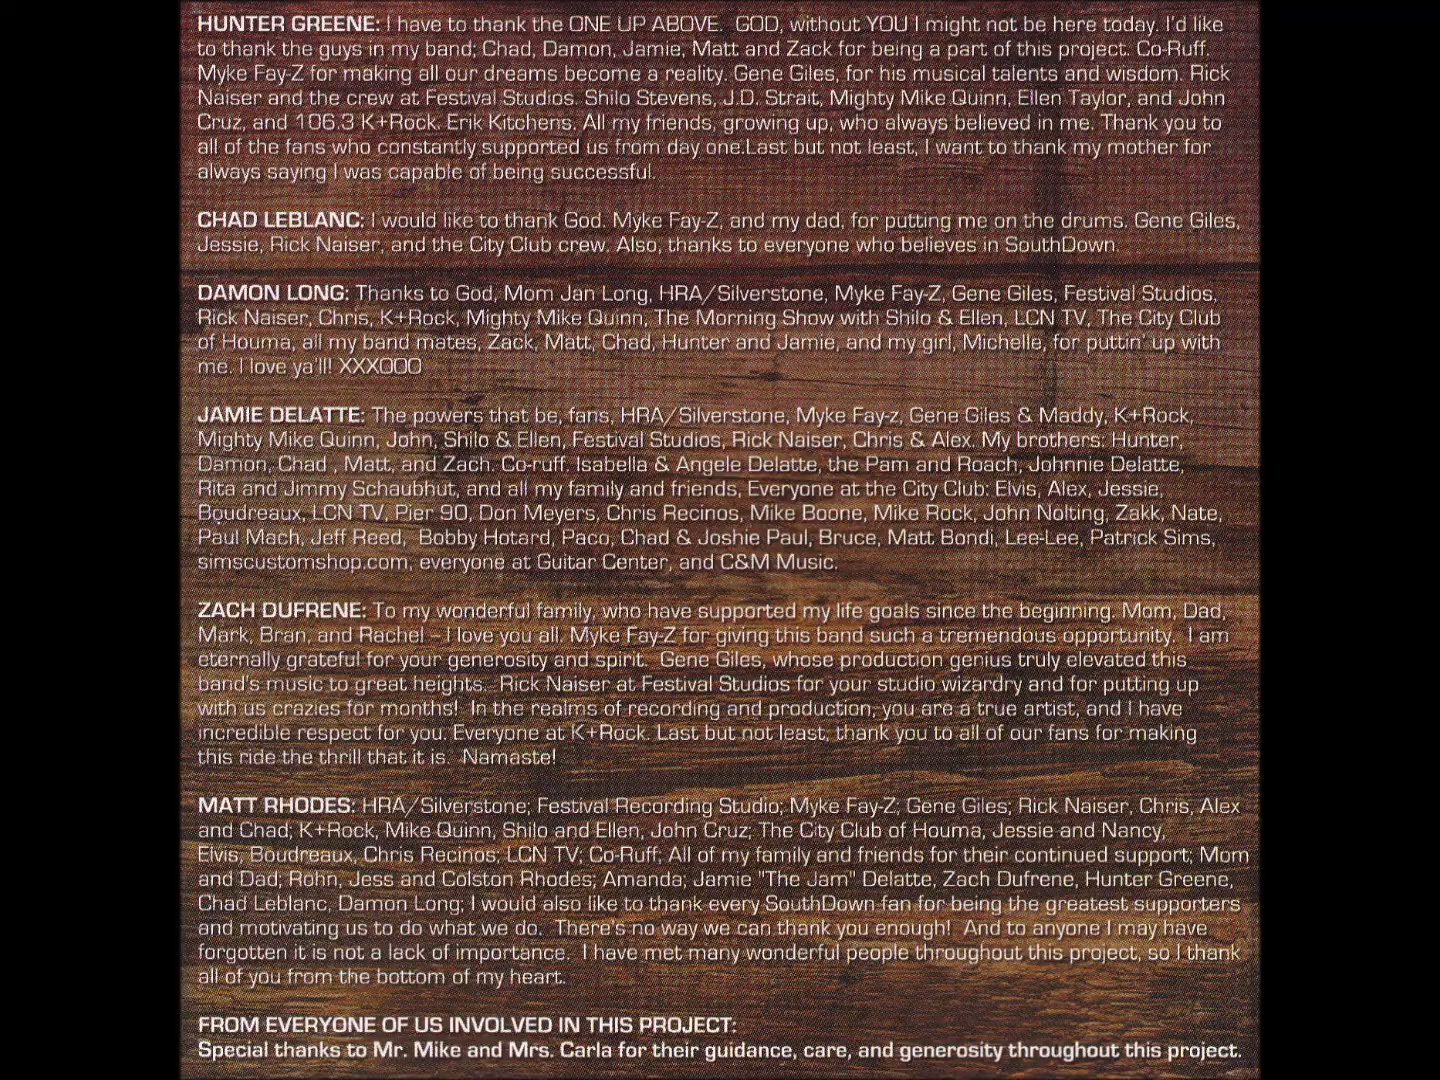 HUNTER GREENE: I have to thank the ONE UP ABOVE.  GOD, without YOU I might not be here today. I'd like
to thank the guys in my band; Chad, Damon, Jamie, Matt and Zack for being a part of this project. Co-Ruff.
Myke Fay-Z for making all our dreams become a reality. Gene Giles, for his musical talents and wisdom. Rick
Naiser and the crew at Festival Studios. Shilo Stevens, J.D. Strait, Mighty Mike Quinn, Ellen Taylor, and John
Cruz, and 106.3 K+Rock. Erik Kitchens. All my friends, growing up, who always believed in me. Thank you to
all of the fans who constantly supported us from day one.Last but not least, I want to thank my mother for
always saying I was capable of being successful.
CHAD LEBLANC: I would like to thank God. Myke Fay-Z, and my dad, for putting me on the drums. Gene Giles,
Jessie, Rick Naiser, and the City Club crew. Also, thanks to everyone who believes in SouthDown.
DAMON LONG: Thanks to God, Mom Jan Long, HRA/Silverstone, Myke Fay-Z, Gene Giles, Festival Studios,
Rick Naiser, Chris, K+Rock, Mighty Mike Quinn, The Morning Show with Shilo & Ellen, LCN TV, The City Club
of Houma, all my band mates, Zack, Matt, Chad, Hunter and Jamie, and my girl, Michelle, for puttin' up with
me. I love ya'll! XXXOOO
JAMIE DELATTE: The powers that be, fans, HRA/Silverstone, Myke Fay-z, Gene Giles & Maddy, K+Rock,
Mighty Mike Quinn, John, Shilo & Ellen, Festival Studios, Rick Naiser, Chris & Alex. My brothers: Hunter,
Damon, Chad , Matt, and Zach. Co-ruff. Isabella & Angele Delatte, the Pam and Roach, Johnnie Delatte,
Rita and Jimmy Schaubhut, and all my family and friends, Everyone at the City Club: Elvis, Alex, Jessie,
Boudreaux, LCN TV, Pier 90, Don Meyers, Chris Recinos, Mike Boone, Mike Rock, John Nolting, Zakk, Nate,
Paul Mach, Jeff Reed,  Bobby Hotard, Paco, Chad & Joshie Paul, Bruce, Matt Bondi, Lee-Lee, Patrick Sims,
simscustomshop.com, everyone at Guitar Center, and C&M Music.
ZACH DUFRENE: To my wonderful family, who have supported my life goals since the beginning. Mom, Dad,
Mark, Bran, and Rachel – I love you all. Myke Fay-Z for giving this band such a tremendous opportunity.  I am
eternally grateful for your generosity and spirit.  Gene Giles, whose production genius truly elevated this
band's music to great heights.  Rick Naiser at Festival Studios for your studio wizardry and for putting up
with us crazies for months!  In the realms of recording and production, you are a true artist, and I have
incredible respect for you. Everyone at K+Rock. Last but not least, thank you to all of our fans for making
this ride the thrill that it is.  Namaste!
MATT RHODES: HRA/Silverstone; Festival Recording Studio; Myke Fay-Z; Gene Giles; Rick Naiser, Chris, Alex
and Chad; K+Rock, Mike Quinn, Shilo and Ellen, John Cruz; The City Club of Houma, Jessie and Nancy,
Elvis, Boudreaux, Chris Recinos; LCN TV; Co-Ruff; All of my family and friends for their continued support; Mom
and Dad; Rohn, Jess and Colston Rhodes; Amanda; Jamie "The Jam" Delatte, Zach Dufrene, Hunter Greene,
Chad Leblanc, Damon Long; I would also like to thank every SouthDown fan for being the greatest supporters
and motivating us to do what we do.  There's no way we can thank you enough!  And to anyone I may have
forgotten it is not a lack of importance.  I have met many wonderful people throughout this project, so I thank
all of you from the bottom of my heart.
FROM EVERYONE OF US INVOLVED IN THIS PROJECT:
Special thanks to Mr. Mike and Mrs. Carla for their guidance, care, and generosity throughout this project.